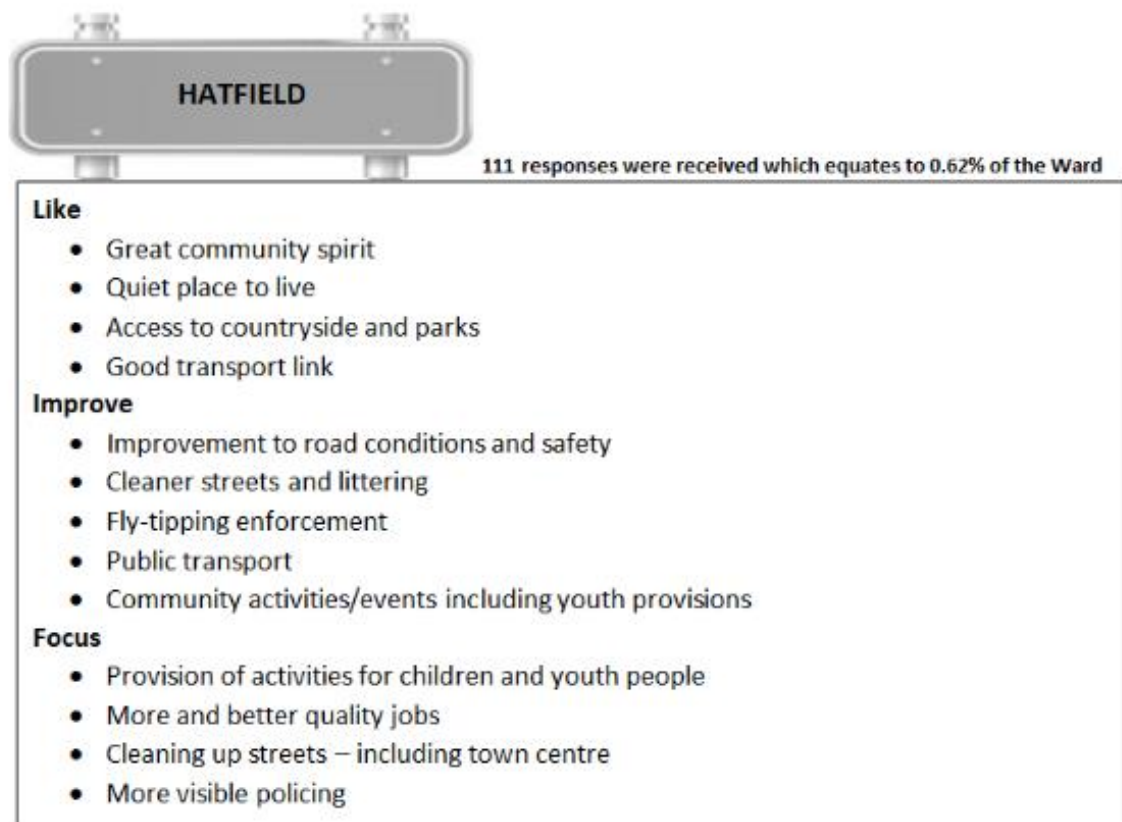 HATFIELD
111 responses were received which equates to 0.62% of the Ward
Like
• Great community spirit
• Quiet place to live
• Access to countryside and parks
• Good transport link
Improve
• Improvement to road conditions and safety
• Cleaner streets and littering
• Fly-tipping enforcement
• Public transport
• Community activities/events including youth provisions
Focus
• Provision of activities for children and youth people
• More and better quality jobs
• Cleaning up streets – including town centre
• More visible policing